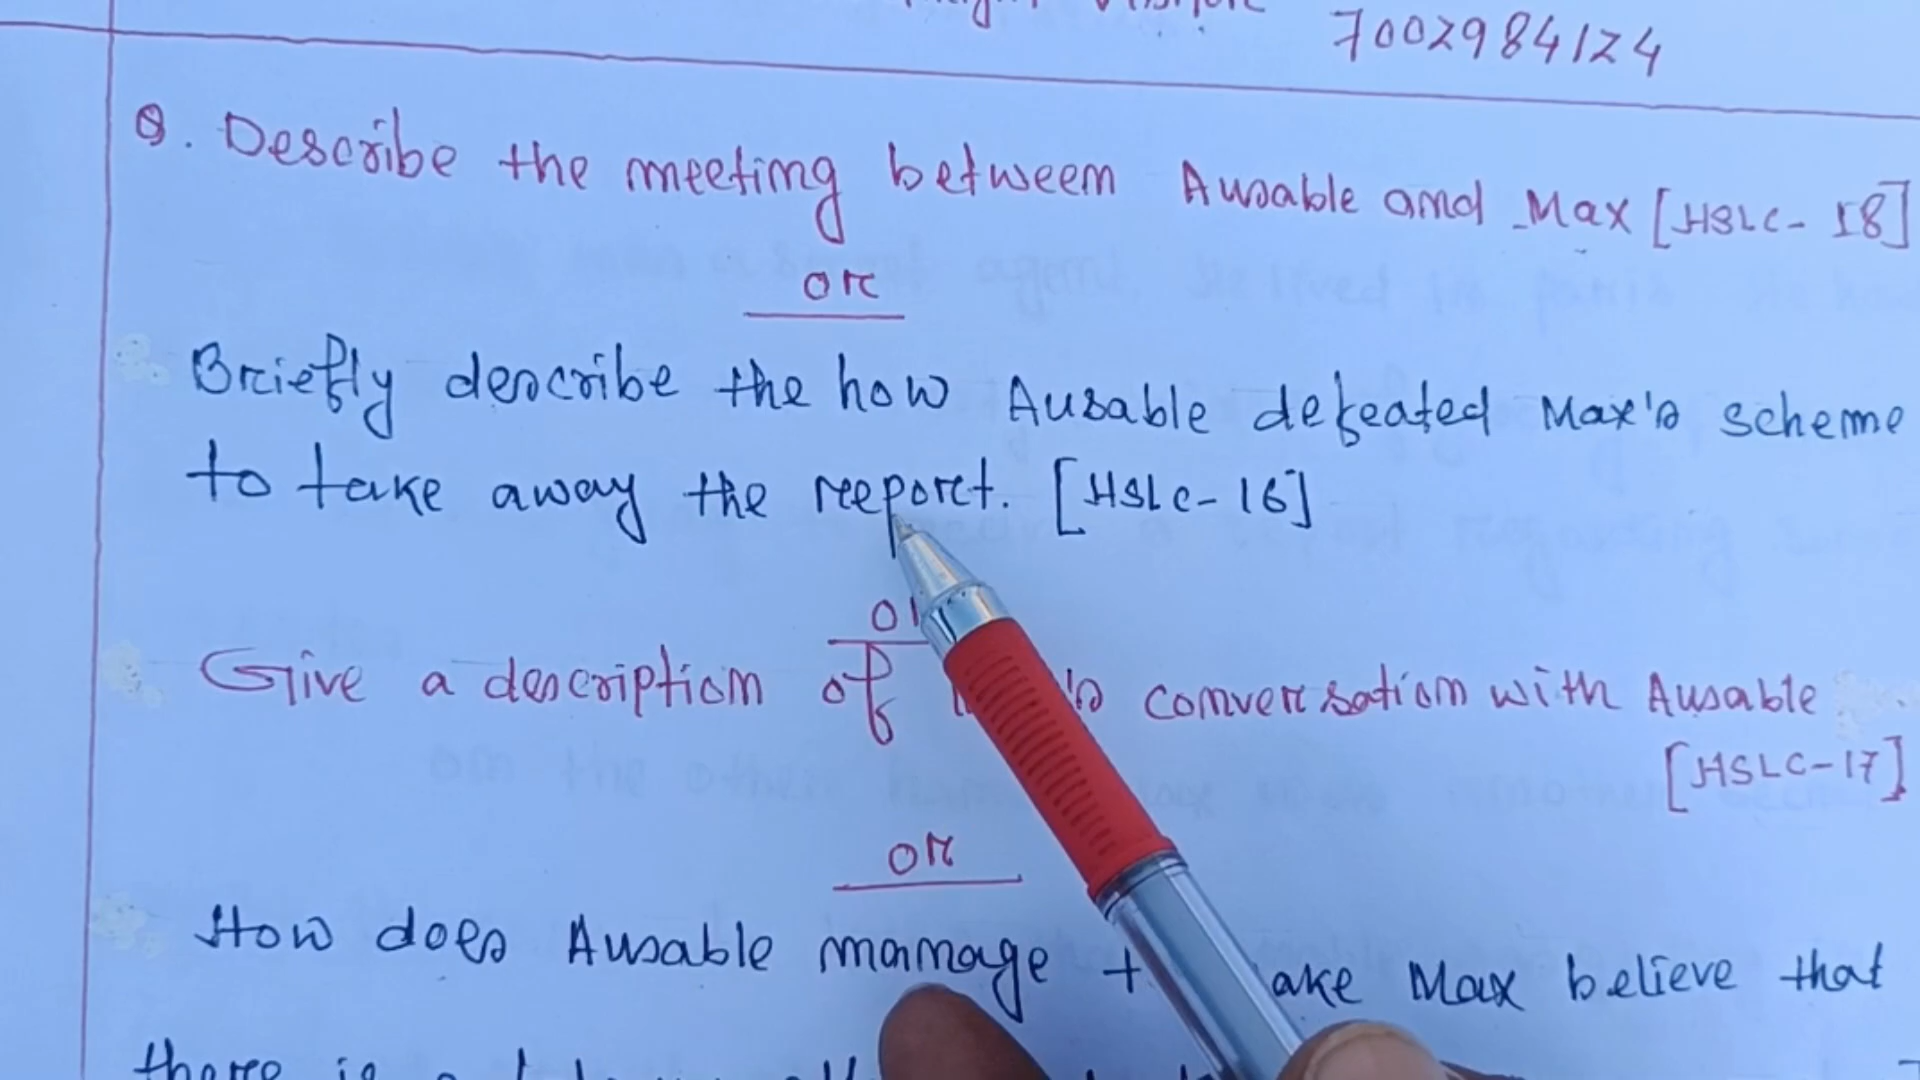 7002984124
Q. Describe the meeting between Ausable and Max [HSLC- 18]
or
Briefly describe the how Ausable defeated Max's scheme
to take away the report. [HSLC- 16]
Give a description of conversation with Ausable
[HSLC-17]
or
How does Ausable manage Max believe that
there is a